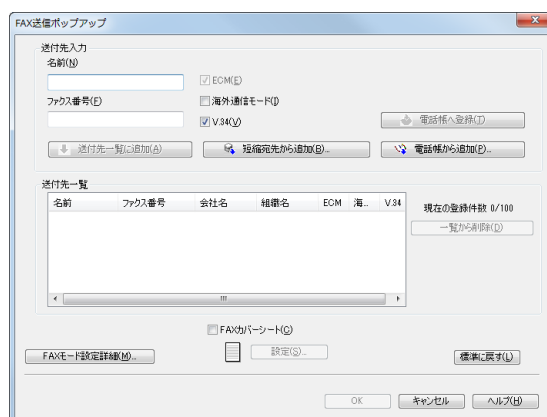 FAX送信ポップアップ
送付先入力
名前(N)
ECM(E)
ファクス番号(F)
海外通信モード(I)
V.34(V)
電話帳へ登録(T)
送付先一覧に追加(A)
短縮宛先から追加(B)...
電話帳から追加(P)...
送付先一覧
名前 ファクス番号 会社名 組織名 ECM 海... V.34
現在の登録件数 0/100
一覧から削除(D)
FAXカバーシート(C)
FAXモード設定詳細(M)...
設定(S)...
標準に戻す(L)
OK キャンセル ヘルプ(H)